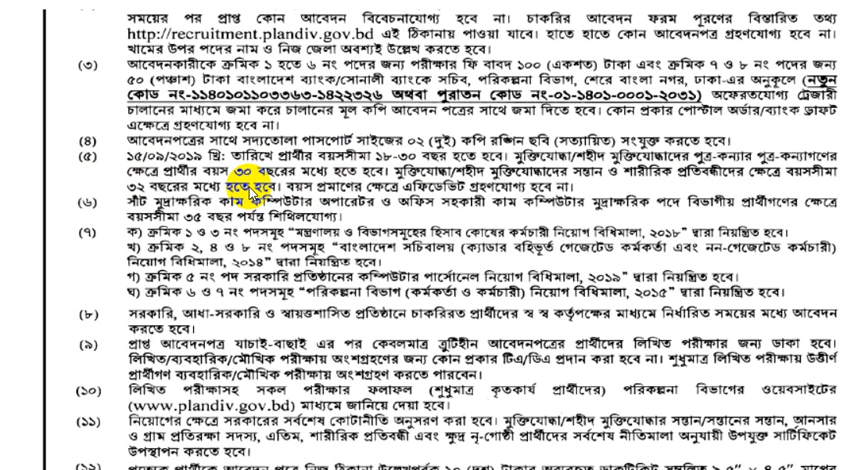 সময়ের পর প্রাপ্ত কোন আবেদন বিবেচনাযোগ্য হবে না। চাকরির আবেদন ফরম পূরণের বিস্তারিত তথ্য
http://recruitment.plandiv.gov.bd এই ঠিকানায় পাওয়া যাবে। হাতে হাতে কোন আবেদনপত্র গ্রহণযোগ্য হবে না।
খামের উপর পদের নাম ও নিজ জেলা অবশ্যই উল্লেখ করতে হবে।
(৩) আবেদনকারীকে ক্রমিক ১ হতে ৬ নং পদের জন্য পরীক্ষার ফি বাবদ ১০০ (একশত) টাকা এবং ক্রমিক ৭ ও ৮ নং পদের জন্য
৫০ (পঞ্চাশ) টাকা বাংলাদেশ ব্যাংক/সোনালী ব্যাংকে সচিব, পরিকল্পনা বিভাগ, শেরে বাংলা নগর, ঢাকা-এর অনুকূলে (নতুন
কোড নং-১১৪০১০১১০৩৩৬৩-১৪২২৩২৬ অথবা পুরাতন কোড নং-০১-১৪০১-০০০১-২০৩১) অফেরতযোগ্য ট্রেজারী
চালানের মাধ্যমে জমা করে চালানের মূল কপি আবেদন পত্রের সাথে জমা দিতে হবে। কোন প্রকার পোস্টাল অর্ডার/ব্যাংক ড্রাফট
এক্ষেত্রে গ্রহণযোগ্য হবে না।
(৪) আবেদনপত্রের সাথে সদ্যতোলা পাসপোর্ট সাইজের ০২ (দুই) কপি রঙ্গিন ছবি (সত্যায়িত) সংযুক্ত করতে হবে।
(৫) ১৫/০৯/২০১৯ খ্রি: তারিখে প্রার্থীর বয়সসীমা ১৮-৩০ বছর হতে হবে। মুক্তিযোদ্ধা/শহীদ মুক্তিযোদ্ধাদের পুত্র-কন্যার পুত্র-কন্যাগণের
ক্ষেত্রে প্রার্থীর বয়স ৩০ বছরের মধ্যে হতে হবে। মুক্তিযোদ্ধা/শহীদ মুক্তিযোদ্ধাদের সন্তান ও শারীরিক প্রতিবন্ধীদের ক্ষেত্রে বয়সসীমা
৩২ বছরের মধ্যে হতে হবে। বয়স প্রমাণের ক্ষেত্রে এফিডেভিট গ্রহণযোগ্য হবে না।
(৬) সাঁট মুদ্রাক্ষরিক কাম কম্পিউটার অপারেটর ও অফিস সহকারী কাম কম্পিউটার মুদ্রাক্ষরিক পদে বিভাগীয় প্রার্থীগণের ক্ষেত্রে
বয়সসীমা ৩৫ বছর পর্যন্ত শিথিলযোগ্য।
(৭) ক) ক্রমিক ১ ও ৩ নং পদসমূহ “মন্ত্রণালয় ও বিভাগসমূহের হিসাব কোষের কর্মচারী নিয়োগ বিধিমালা, ২০১৮” দ্বারা নিয়ন্ত্রিত হবে।
খ) ক্রমিক ২, ৪ ও ৮ নং পদসমূহ “বাংলাদেশ সচিবালয় (ক্যাডার বহির্ভূত গেজেটেড কর্মকর্তা এবং নন-গেজেটেড কর্মচারী)
নিয়োগ বিধিমালা, ২০১৪” দ্বারা নিয়ন্ত্রিত হবে।
গ) ক্রমিক ৫ নং পদ সরকারি প্রতিষ্ঠানের কম্পিউটার পার্সোনেল নিয়োগ বিধিমালা, ২০১৯” দ্বারা নিয়ন্ত্রিত হবে।
ঘ) ক্রমিক ৬ ও ৭ নং পদসমূহ “পরিকল্পনা বিভাগ (কর্মকর্তা ও কর্মচারী) নিয়োগ বিধিমালা, ২০১৫” দ্বারা নিয়ন্ত্রিত হবে।
(৮) সরকারি, আধা-সরকারি ও স্বায়ত্তশাসিত প্রতিষ্ঠানে চাকরিরত প্রার্থীদের স্ব স্ব কর্তৃপক্ষের মাধ্যমে নির্ধারিত সময়ের মধ্যে আবেদন
করতে হবে।
(৯) প্রাপ্ত আবেদনপত্র যাচাই-বাছাই এর পর কেবলমাত্র ত্রুটিহীন আবেদনপত্রের প্রার্থীদের লিখিত পরীক্ষার জন্য ডাকা হবে।
লিখিত/ব্যবহারিক/মৌখিক পরীক্ষায় অংশগ্রহণের জন্য কোন প্রকার টিএ/ডিএ প্রদান করা হবে না। শুধুমাত্র লিখিত পরীক্ষায় উত্তীর্ণ
প্রার্থীগণ ব্যবহারিক/মৌখিক পরীক্ষায় অংশগ্রহণ করতে পারবেন।
(১০) লিখিত পরীক্ষাসহ সকল পরীক্ষার ফলাফল (শুধুমাত্র কৃতকার্য প্রার্থীদের) পরিকল্পনা বিভাগের ওয়েবসাইটের
(www.plandiv.gov.bd) মাধ্যমে জানিয়ে দেয়া হবে।
(১১) নিয়োগের ক্ষেত্রে সরকারের সর্বশেষ কোটানীতি অনুসরণ করা হবে। মুক্তিযোদ্ধা/শহীদ মুক্তিযোদ্ধার সন্তান/সন্তানের সন্তান, আনসার
ও গ্রাম প্রতিরক্ষা সদস্য, এতিম, শারীরিক প্রতিবন্ধী এবং ক্ষুদ্র নৃ-গোষ্ঠী প্রার্থীদের সর্বশেষ নীতিমালা অনুযায়ী উপযুক্ত সার্টিফিকেট
উপস্থাপন করতে হবে।